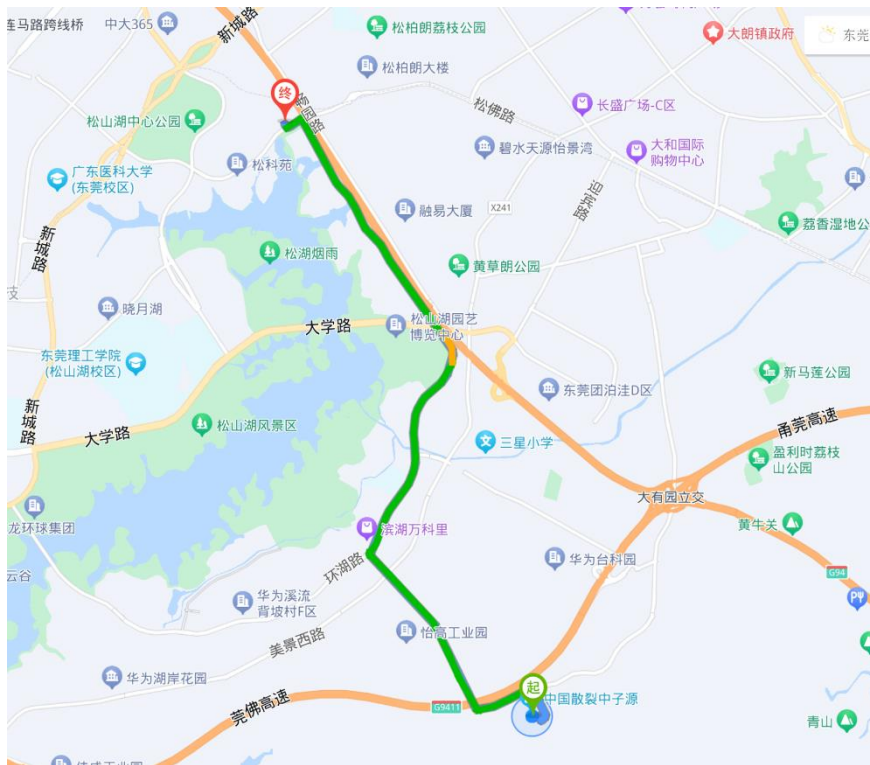 连马路跨线桥
中大365
新城路
松柏朗荔枝公园
大朗镇政府
东莞
松柏朗大楼
终
杨园路
松佛路
长盛广场-C区
松山湖中心公园
碧水天源怡景湾
大和国际
购物中心
广东医科大学
(东莞校区)
松科苑
迎宾路
X241
融易大厦
荔香湿地公
新城路
松湖烟雨
黄草朗公园
技
晓月湖
大学路
松山湖园艺
博览中心
东莞理工学院
(松山湖校区)
新马莲公园
东莞团泊洼D区
新城路
大学路
松山湖风景区
三星小学
甬莞高速
盈利时荔枝
山公园
大有园立交
龙环球集团
滨湖万科里
黄牛关
云谷
环湖路
华为台科园
G94
华为溪流
背坡村F区
怡高工业园
美景西路
华为湖岸花园
起
中国散裂中子源
莞佛高速
G9411
青山